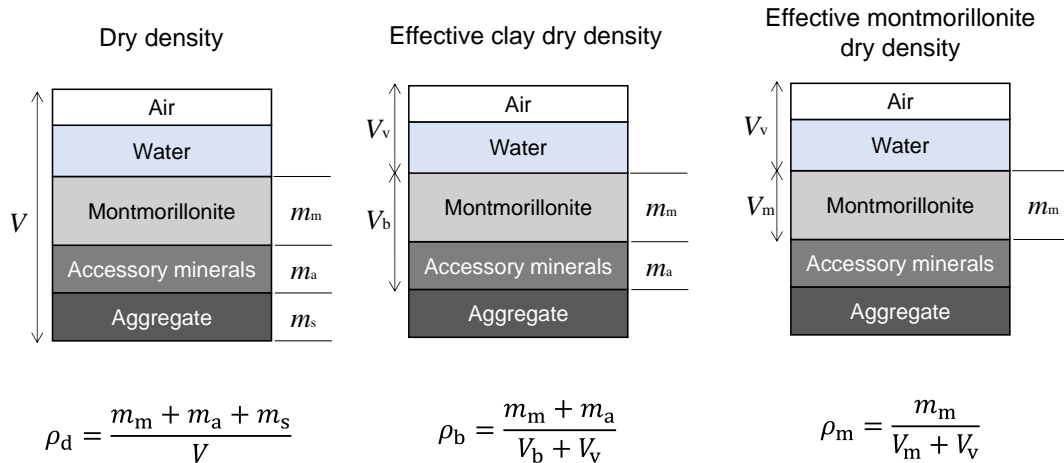 Dry density
Effective clay dry density
Effective montmorillonite
dry density
Air
Water
Montmorillonite
Accessory minerals
Aggregate
V
mm
ma
ms
Air
Water
Montmorillonite
Accessory minerals
Aggregate
Vv
Vb
mm
ma
Air
Water
Montmorillonite
Accessory minerals
Aggregate
Vv
Vm
mm
ρd = (mm + ma + ms) / V
ρb = (mm + ma) / (Vb + Vv)
ρm = mm / (Vm + Vv)